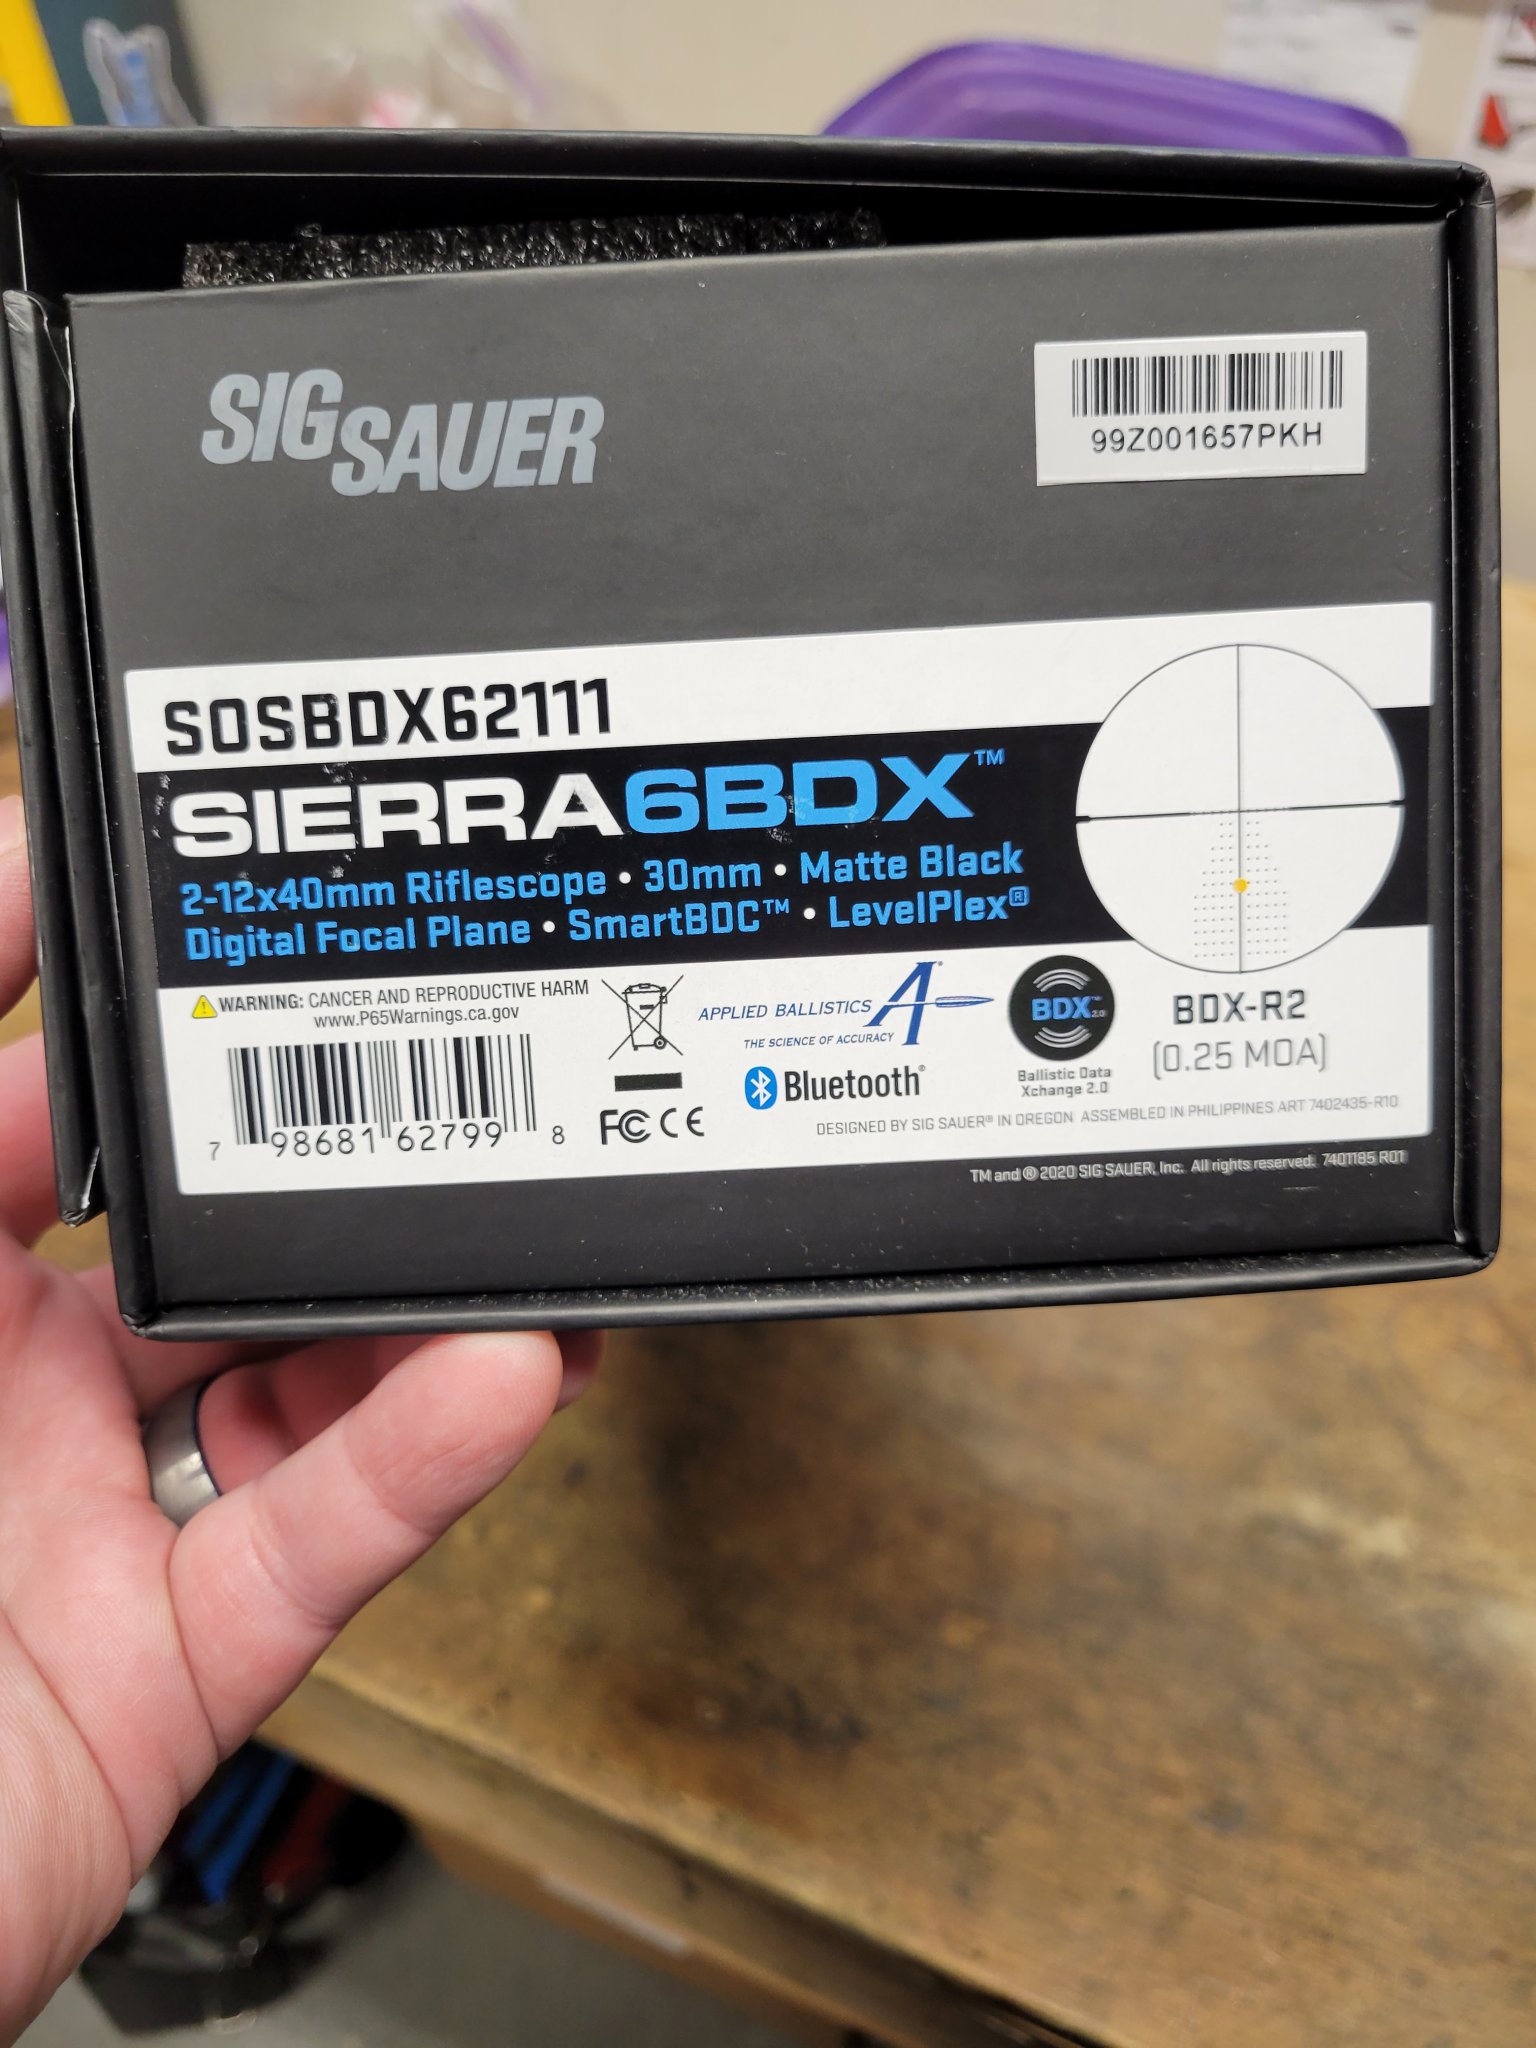 SIG SAUER
99Z001657PKH
SOSBDX62111
SIERRA6BDX™
2-12x40mm Riflescope • 30mm • Matte Black
Digital Focal Plane • SmartBDC™ • LevelPlex®
WARNING: CANCER AND REPRODUCTIVE HARM
www.P65Warnings.ca.gov
7 98681 62799 8
FC CE
APPLIED BALLISTICS A®
THE SCIENCE OF ACCURACY
Bluetooth®
BDX™ 2.0
Ballistic Data
Xchange 2.0
BDX-R2
(0.25 MOA)
DESIGNED BY SIG SAUER® IN OREGON ASSEMBLED IN PHILIPPINES ART 7402435-R10
TM and ® 2020 SIG SAUER, Inc. All rights reserved. 7401185 R01